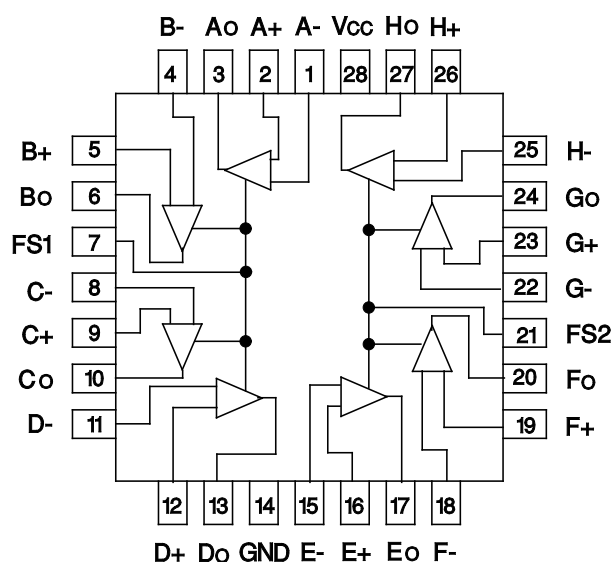 B- Ao A+ A- Vcc Ho H+
4 3 2 1 28 27 26
B+ 5 25 H-
Bo 6 24 Go
FS1 7 23 G+
C- 8 22 G-
C+ 9 21 FS2
Co 10 20 Fo
D- 11 19 F+
12 13 14 15 16 17 18
D+ Do GND E- E+ Eo F-